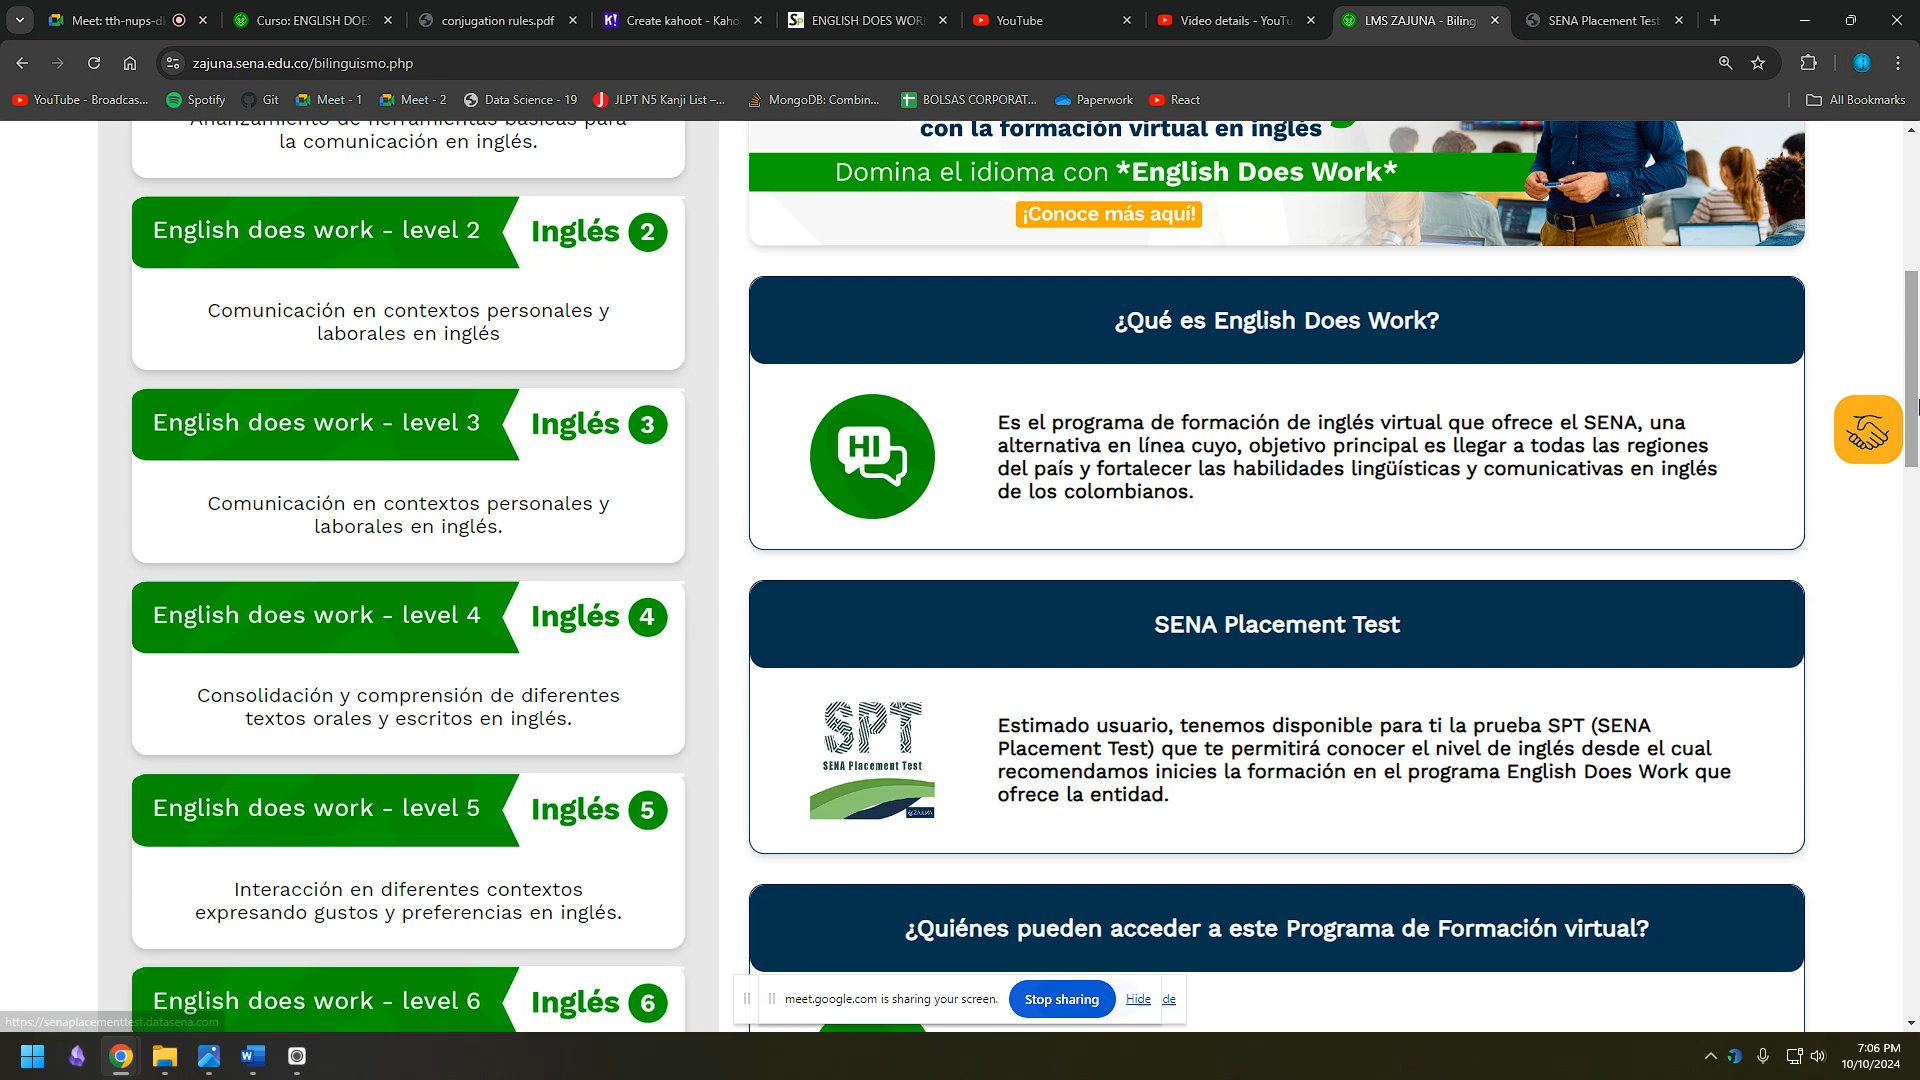 Meet: tth-nups-d
Curso: ENGLISH DOES
conjugation rules.pdf
Create kahoot - Kaho
ENGLISH DOES WOR
YouTube
Video details - YouTu
LMS ZAJUNA - Biling
SENA Placement Test
zajuna.sena.edu.co/bilinguismo.php
YouTube - Broadcas...
Spotify
Git
Meet - 1
Meet - 2
Data Science - 19
JLPT N5 Kanji List –...
MongoDB: Combin...
BOLSAS CORPORAT...
Paperwork
React
All Bookmarks
Afianzamiento de herramientas básicas para
la comunicación en inglés.
English does work - level 2
Inglés 2
Comunicación en contextos personales y
laborales en inglés
English does work - level 3
Inglés 3
Comunicación en contextos personales y
laborales en inglés.
English does work - level 4
Inglés 4
Consolidación y comprensión de diferentes
textos orales y escritos en inglés.
English does work - level 5
Inglés 5
Interacción en diferentes contextos
expresando gustos y preferencias en inglés.
English does work - level 6
Inglés 6
con la formación virtual en inglés
Domina el idioma con *English Does Work*
¡Conoce más aquí!
¿Qué es English Does Work?
HI
Es el programa de formación de inglés virtual que ofrece el SENA, una
alternativa en línea cuyo, objetivo principal es llegar a todas las regiones
del país y fortalecer las habilidades lingüísticas y comunicativas en inglés
de los colombianos.
SENA Placement Test
SPT
SENA Placement Test
@ZAJUNA
Estimado usuario, tenemos disponible para ti la prueba SPT (SENA
Placement Test) que te permitirá conocer el nivel de inglés desde el cual
recomendamos inicies la formación en el programa English Does Work que
ofrece la entidad.
¿Quiénes pueden acceder a este Programa de Formación virtual?
meet.google.com is sharing your screen.
Stop sharing
Hide
de
https://senaplacementtest.datasena.com
7:06 PM
10/10/2024